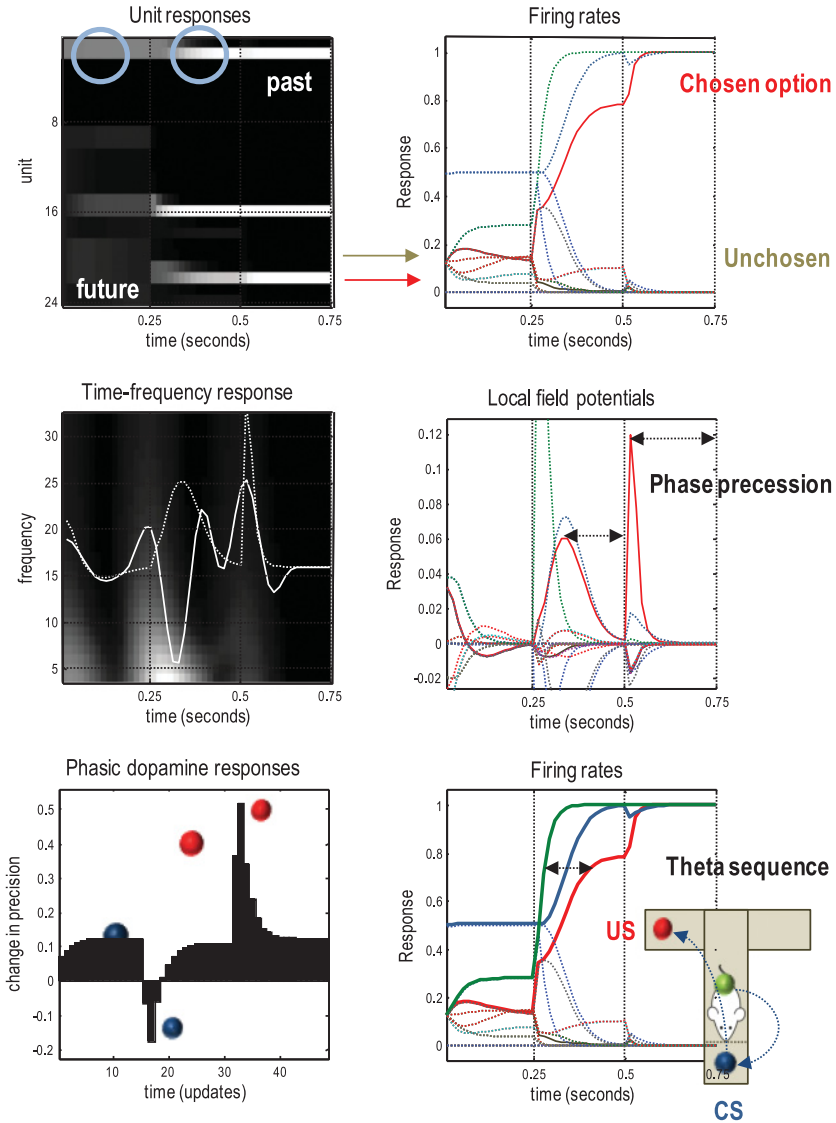 Unit responses
past
future
8
16
24
unit
0.25
0.5
0.75
time (seconds)
Firing rates
Chosen option
Unchosen
1
0.8
0.6
0.4
0.2
0
Response
0.25
0.5
0.75
time (seconds)
Time-frequency response
30
25
20
15
10
5
frequency
0.25
0.5
0.75
time (seconds)
Local field potentials
Phase precession
0.12
0.1
0.08
0.06
0.04
0.02
0
-0.02
Response
0.25
0.5
0.75
time (seconds)
Phasic dopamine responses
0.5
0.4
0.3
0.2
0.1
0
-0.1
-0.2
change in precision
10
20
30
40
time (updates)
Firing rates
Theta sequence
US
CS
1
0.8
0.6
0.4
0.2
0
Response
0.25
0.5
0.75
time (seconds)